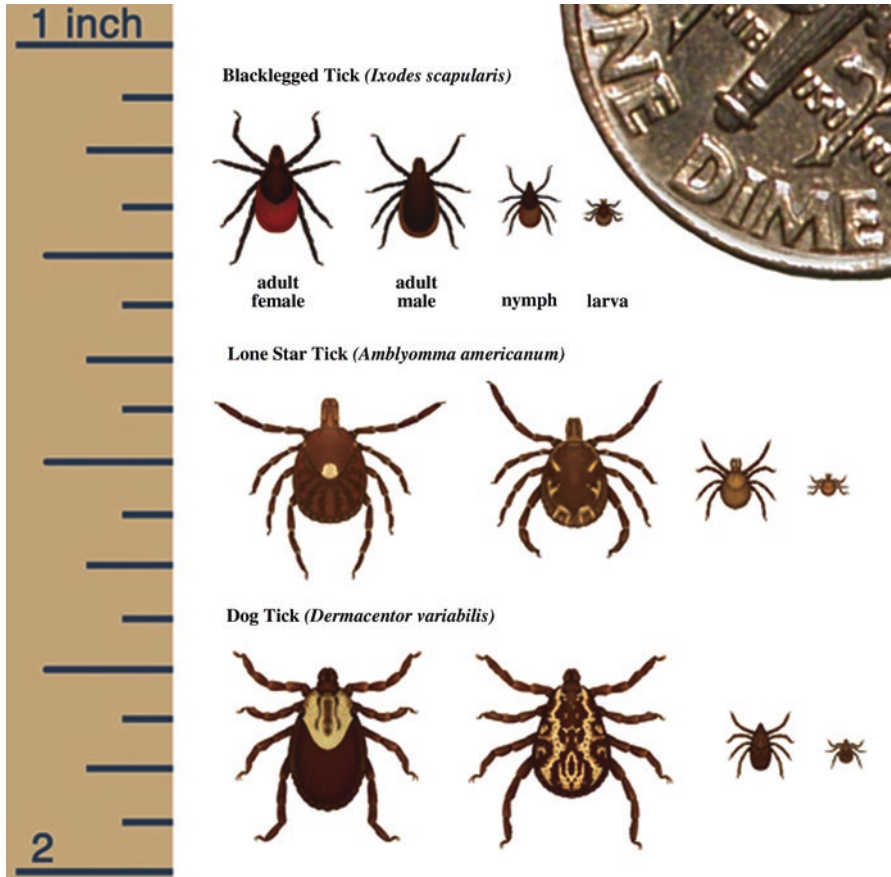 1 inch
ONE DIME
Blacklegged Tick (Ixodes scapularis)
adult
female
adult
male
nymph
larva
Lone Star Tick (Amblyomma americanum)
Dog Tick (Dermacentor variabilis)
2